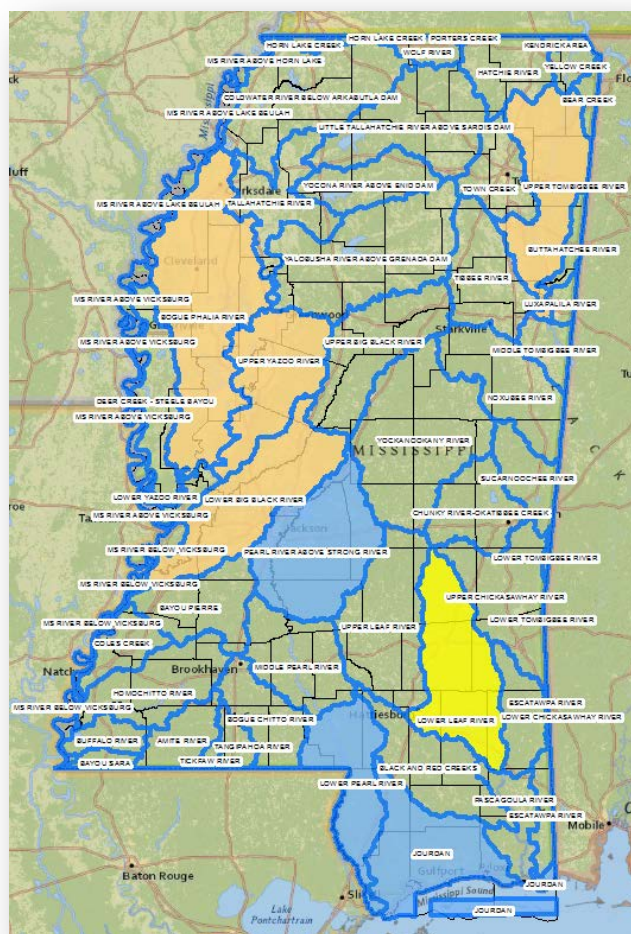 HORN LAKE CREEK
PORTERS CREEK
HORN LAKE CREEK
KENDRICK AREA
WOLF RIVER
MS RIVER ABOVE HORN LAKE
YELLOW CREEK
HATCHIE RIVER
COLDWATER RIVER BELOW ARKABUTLA DAM
BEAR CREEK
MS RIVER ABOVE LAKE BEULAH
Mississippi
LITTLE TALLAHATCHIE RIVER ABOVE SARDIS DAM
YOCONA RIVER ABOVE ENID DAM
TOWN CREEK
UPPER TOMBIGBEE RIVER
MS RIVER ABOVE LAKE BEULAH
TALLAHATCHIE RIVER
BUTTAHATCHEE RIVER
Cleveland
YALOBUSHA RIVER ABOVE GRENADA DAM
TIBBEE RIVER
MS RIVER ABOVE VICKSBURG
LUXAPALILA RIVER
BOGUE PHALIA RIVER
Starkville
MS RIVER ABOVE VICKSBURG
UPPER BIG BLACK RIVER
MIDDLE TOMBIGBEE RIVER
UPPER YAZOO RIVER
NOXUBEE RIVER
DEER CREEK - STEELE BAYOU
MS RIVER ABOVE VICKSBURG
YOCKANOOKANY RIVER
MISSISSIPPI
SUCARNOOCHEE RIVER
LOWER YAZOO RIVER
LOWER BIG BLACK RIVER
CHUNKY RIVER-OKATIBBEE CREEK
MS RIVER ABOVE VICKSBURG
Jackson
MS RIVER BELOW VICKSBURG
PEARL RIVER ABOVE STRONG RIVER
LOWER TOMBIGBEE RIVER
MS RIVER BELOW VICKSBURG
UPPER CHICKASAWHAY RIVER
BAYOU PIERRE
MS RIVER BELOW VICKSBURG
UPPER LEAF RIVER
LOWER TOMBIGBEE RIVER
COLES CREEK
Brookhaven
MIDDLE PEARL RIVER
HOMOCHITTO RIVER
ESCATAWPA RIVER
MS RIVER BELOW VICKSBURG
BOGUE CHITTO RIVER
LOWER LEAF RIVER
LOWER CHICKASAWHAY RIVER
BUFFALO RIVER
AMITE RIVER
TANGIPAHOA RIVER
BAYOU SARA
TICKFAW RIVER
BLACK AND RED CREEKS
LOWER PEARL RIVER
PASCAGOULA RIVER
ESCATAWPA RIVER
Mobile
JOURDAN
Baton Rouge
Gulfport
JOURDAN
Mississippi Sound
Lake
Pontchartrain
JOURDAN